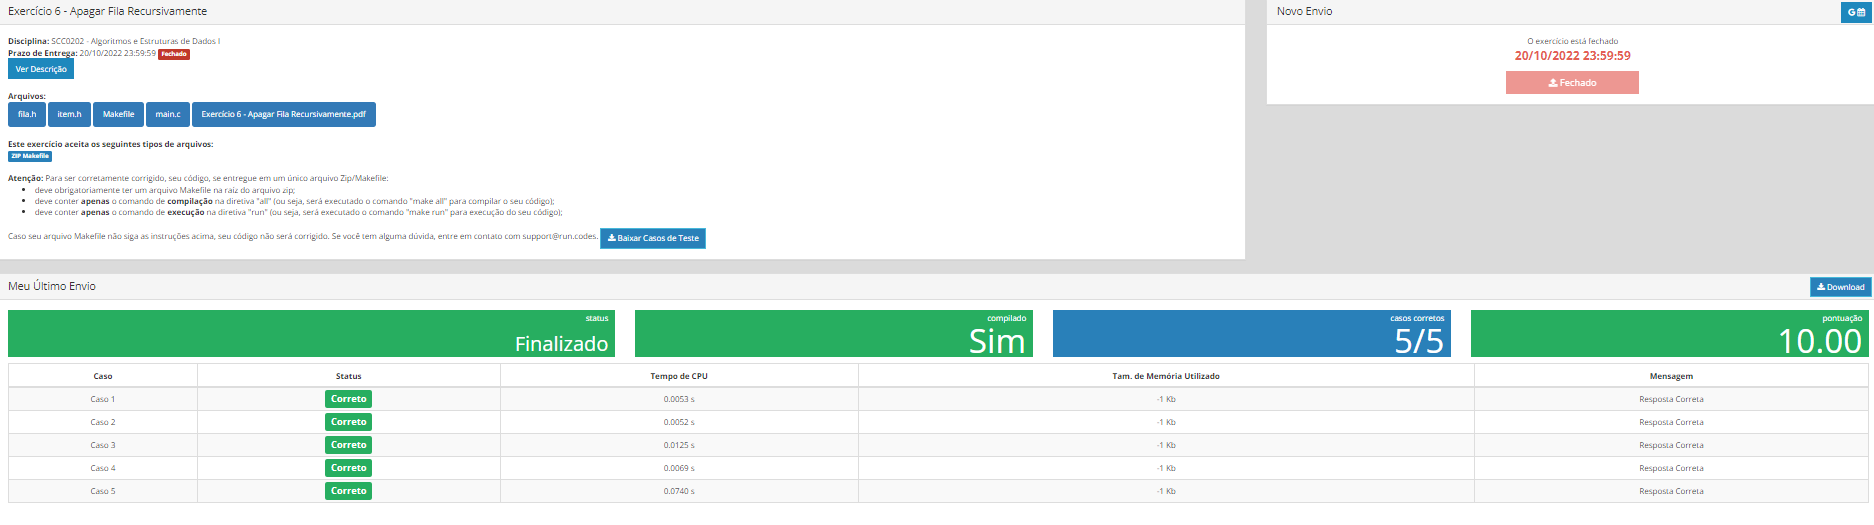 Exercício 6 - Apagar Fila Recursivamente
Disciplina: SCC0202 - Algoritmos e Estruturas de Dados I
Prazo de Entrega: 20/10/2022 23:59:59 Fechado
Ver Descrição
Arquivos:
fila.h item.h Makefile main.c Exercício 6 - Apagar Fila Recursivamente.pdf
Este exercício aceita os seguintes tipos de arquivos:
ZIP Makefile
Atenção: Para ser corretamente corrigido, seu código, se entregue em um único arquivo Zip/Makefile:
deve obrigatoriamente ter um arquivo Makefile na raíz do arquivo zip;
deve conter apenas o comando de compilação na diretiva "all" (ou seja, será executado o comando "make all" para compilar o seu código);
deve conter apenas o comando de execução na diretiva "run" (ou seja, será executado o comando "make run" para execução do seu código);
Caso seu arquivo Makefile não siga as instruções acima, seu código não será corrigido. Se você tem alguma dúvida, entre em contato com support@run.codes. Baixar Casos de Teste
Novo Envio
G
O exercício está fechado
20/10/2022 23:59:59
Fechado
Meu Último Envio
Download
status
Finalizado
compilado
Sim
casos corretos
5/5
pontuação
10.00
Caso Status Tempo de CPU Tam. de Memória Utilizado Mensagem
Caso 1 Correto 0.0053 s -1 Kb Resposta Correta
Caso 2 Correto 0.0052 s -1 Kb Resposta Correta
Caso 3 Correto 0.0125 s -1 Kb Resposta Correta
Caso 4 Correto 0.0069 s -1 Kb Resposta Correta
Caso 5 Correto 0.0740 s -1 Kb Resposta Correta